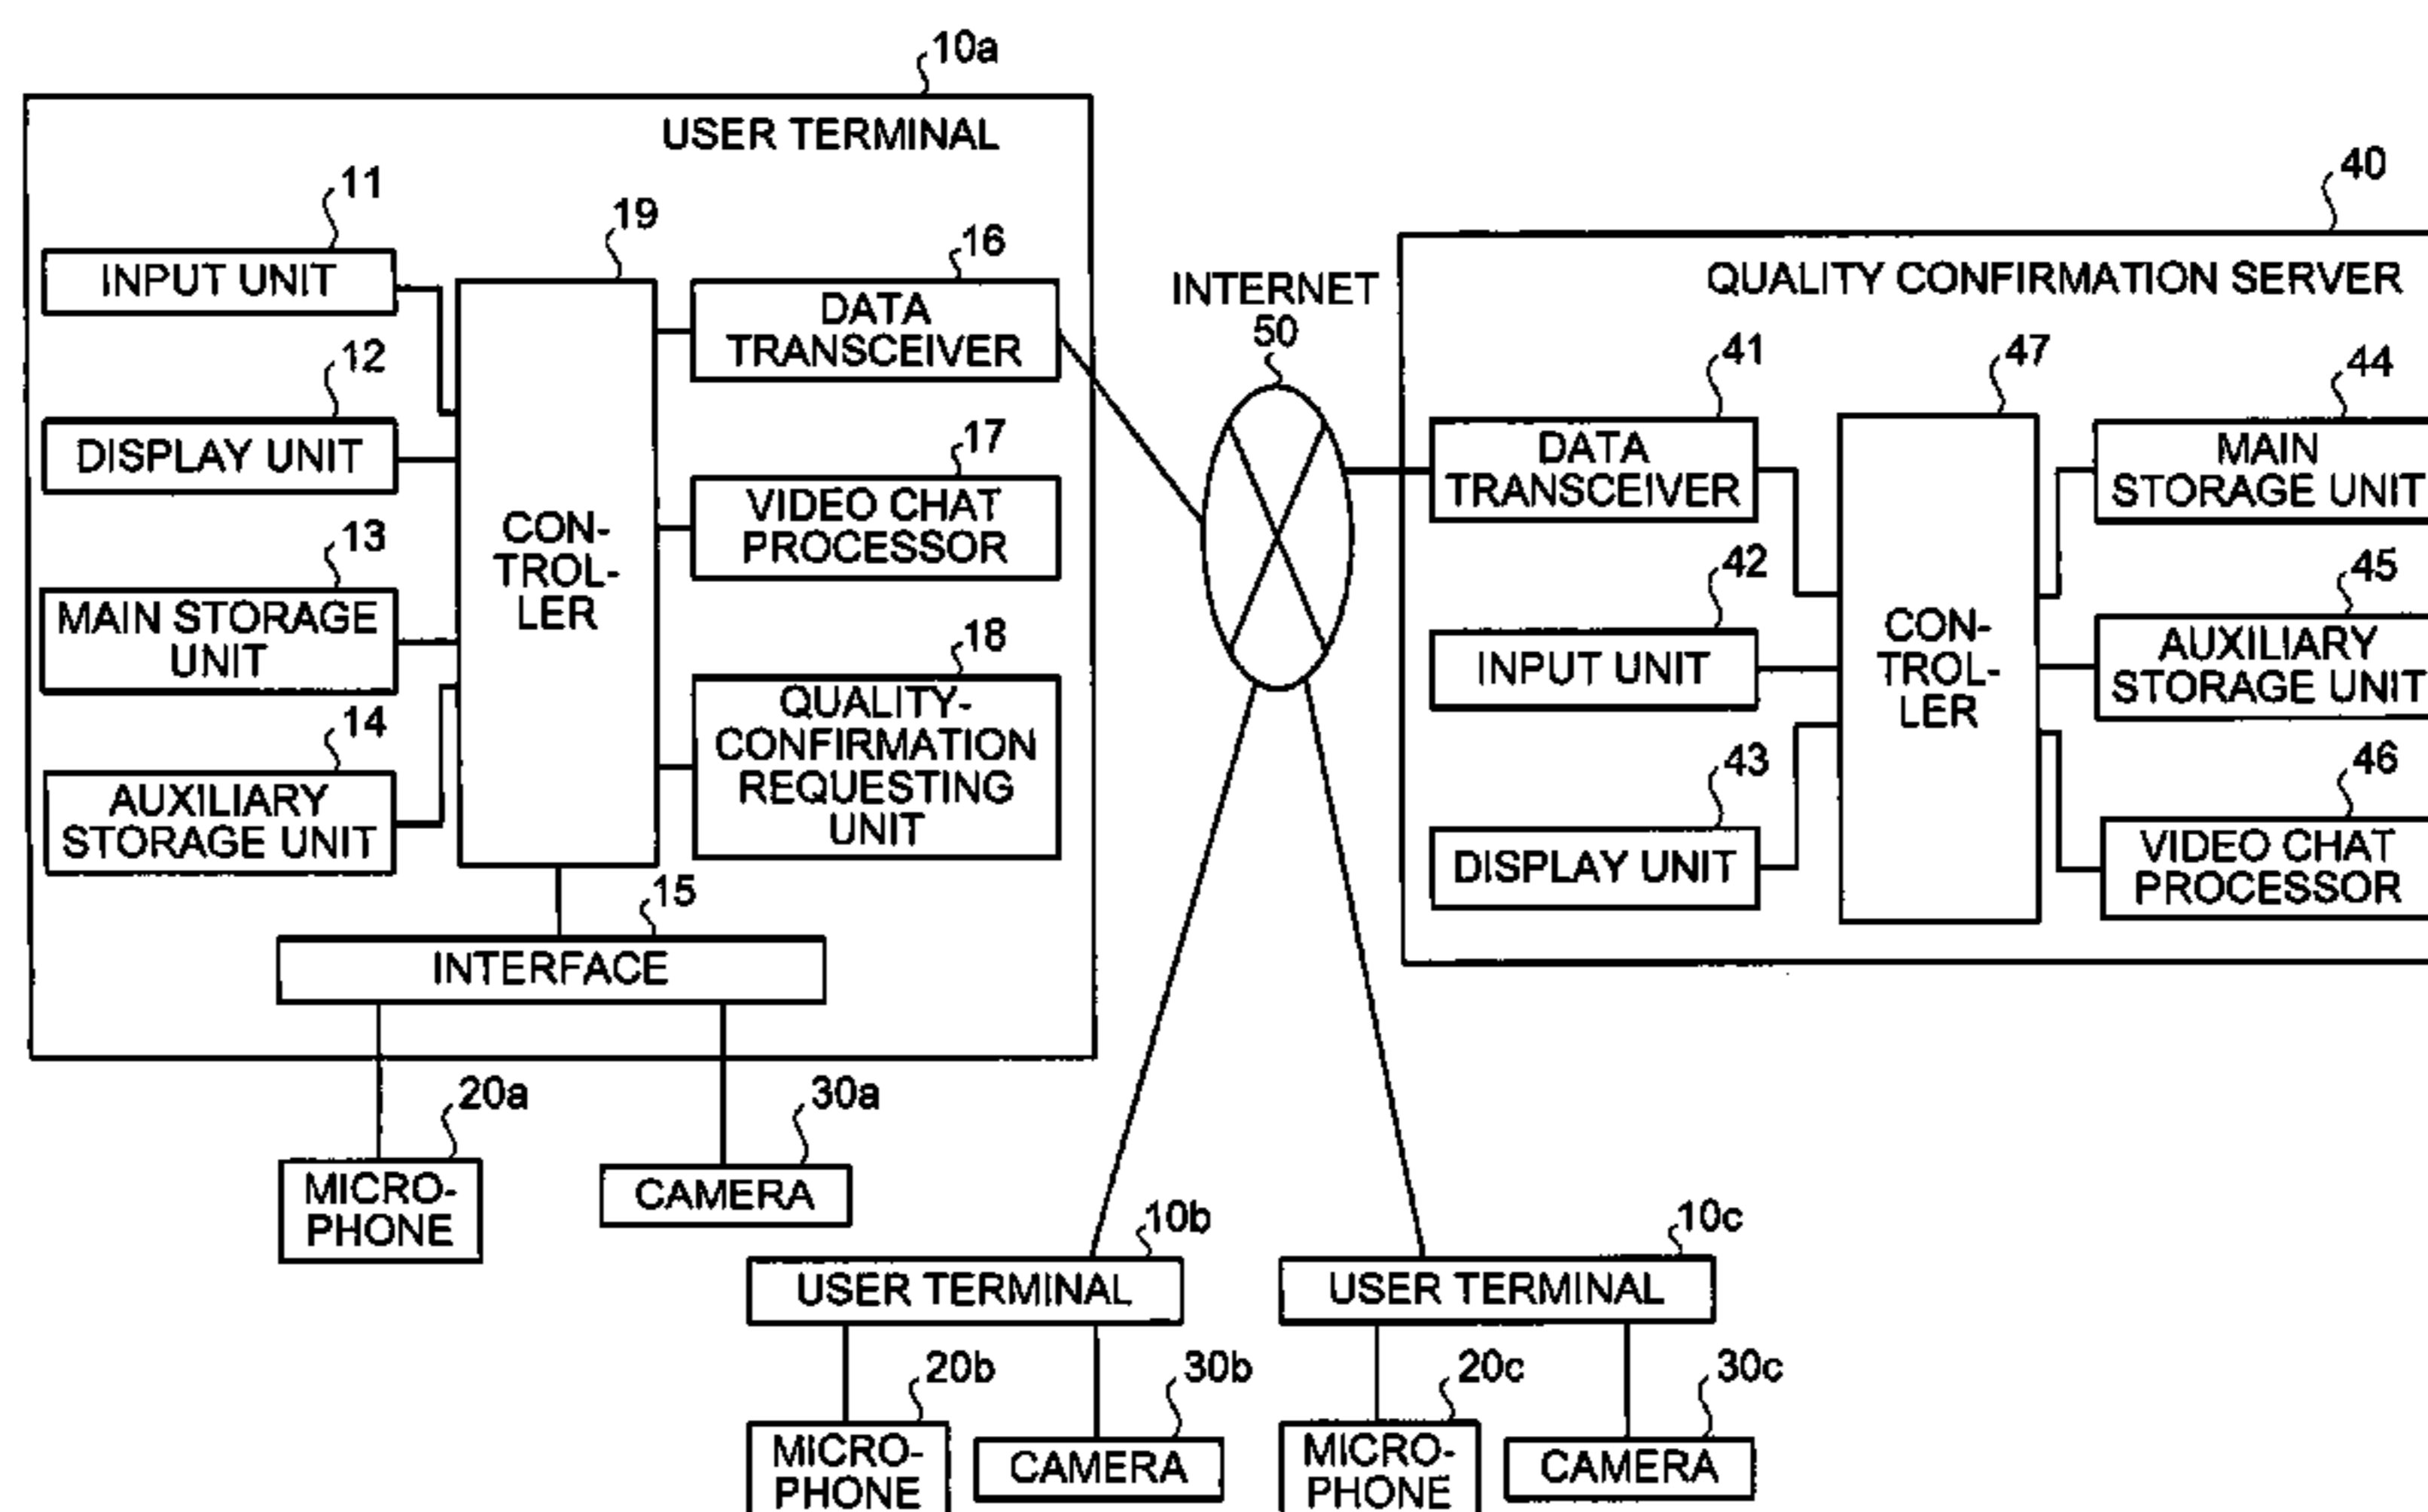 10a
USER TERMINAL
11
INPUT UNIT
12
DISPLAY UNIT
13
MAIN STORAGE
UNIT
14
AUXILIARY
STORAGE UNIT
19
CON-
TROL-
LER
16
DATA
TRANSCEIVER
17
VIDEO CHAT
PROCESSOR
18
QUALITY-
CONFIRMATION
REQUESTING
UNIT
15
INTERFACE
20a
MICRO-
PHONE
30a
CAMERA
INTERNET
50
40
QUALITY CONFIRMATION SERVER
41
DATA
TRANSCEIVER
42
INPUT UNIT
43
DISPLAY UNIT
47
CON-
TROL-
LER
44
MAIN
STORAGE UNIT
45
AUXILIARY
STORAGE UNIT
46
VIDEO CHAT
PROCESSOR
10b
USER TERMINAL
20b
MICRO-
PHONE
30b
CAMERA
10c
USER TERMINAL
20c
MICRO-
PHONE
30c
CAMERA